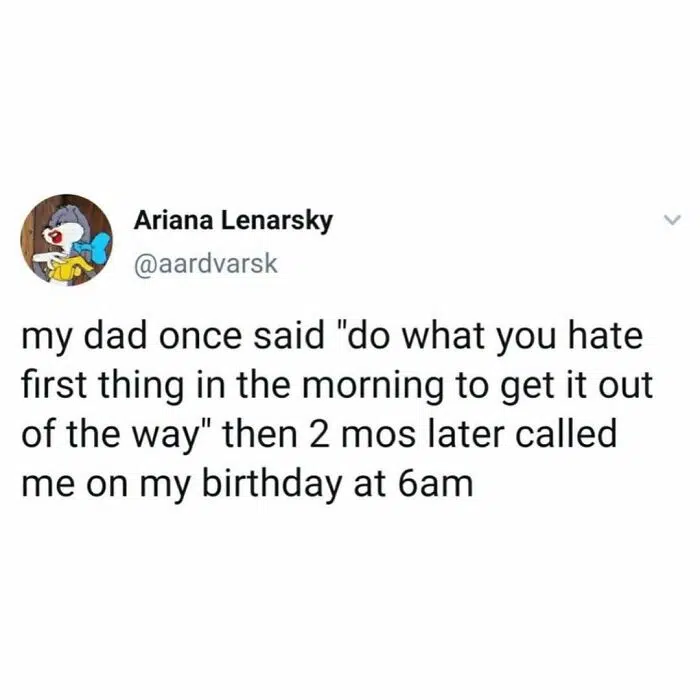 Ariana Lenarsky
@aardvarsk
my dad once said "do what you hate
first thing in the morning to get it out
of the way" then 2 mos later called
me on my birthday at 6am